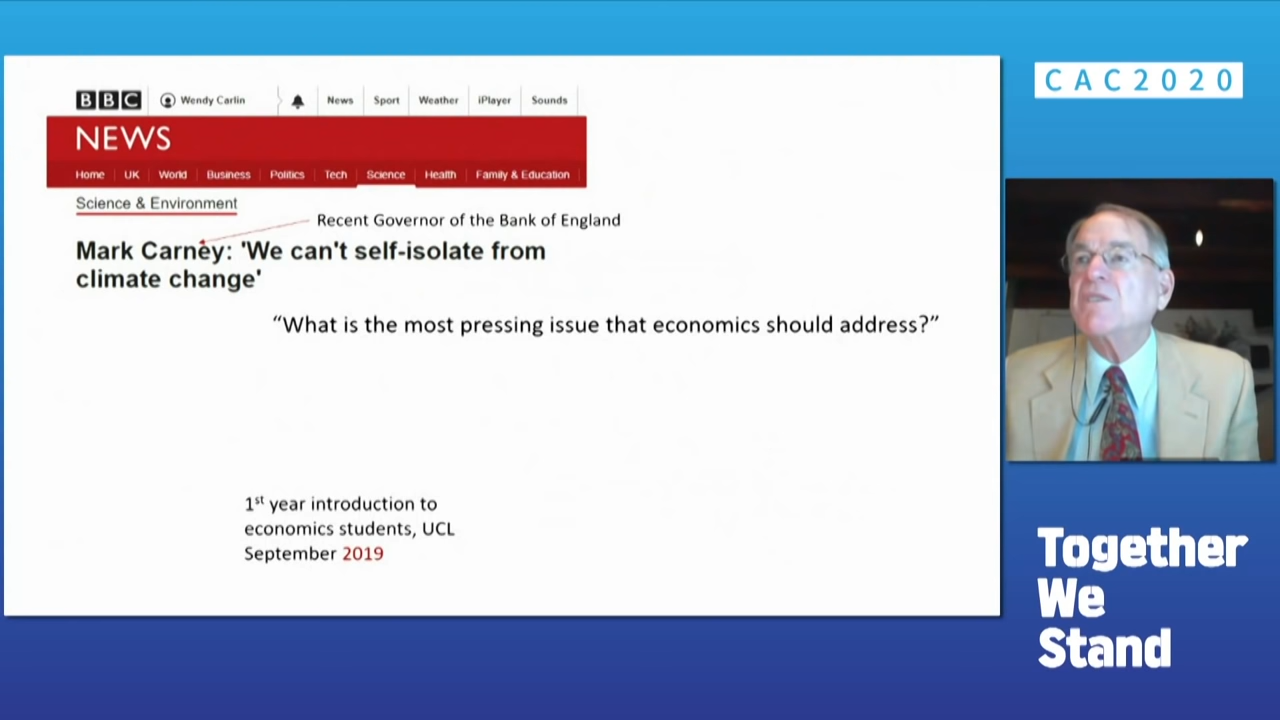 BBC Wendy Carlin News Sport Weather iPlayer Sounds
NEWS
Home UK World Business Politics Tech Science Health Family & Education
Science & Environment
Recent Governor of the Bank of England
Mark Carney: 'We can't self-isolate from
climate change'
“What is the most pressing issue that economics should address?”
1st year introduction to
economics students, UCL
September 2019
CAC2020
Together
We
Stand